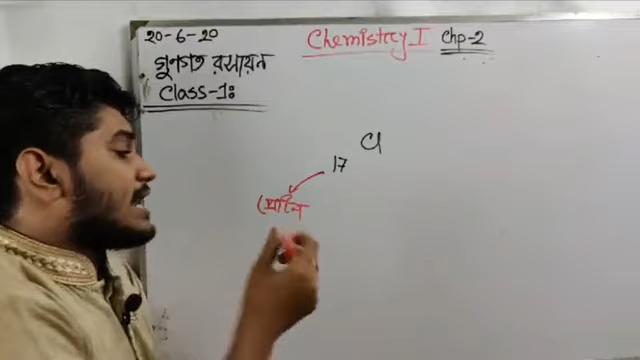 20-6-20
Chemistry I Chp-2
গুণগত রসায়ন
Class-1ঃ
17 Cl
প্রোটন